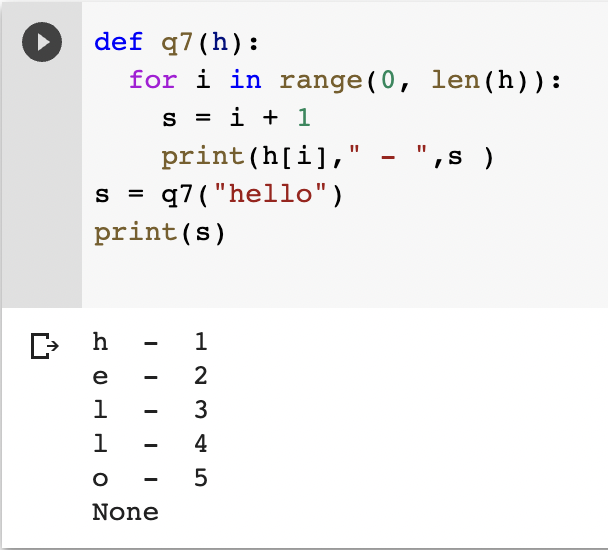 def q7(h):
  for i in range(0, len(h)):
    s = i + 1
    print(h[i]," - ",s )
s = q7("hello")
print(s)
h  -  1
e  -  2
l  -  3
l  -  4
o  -  5
None